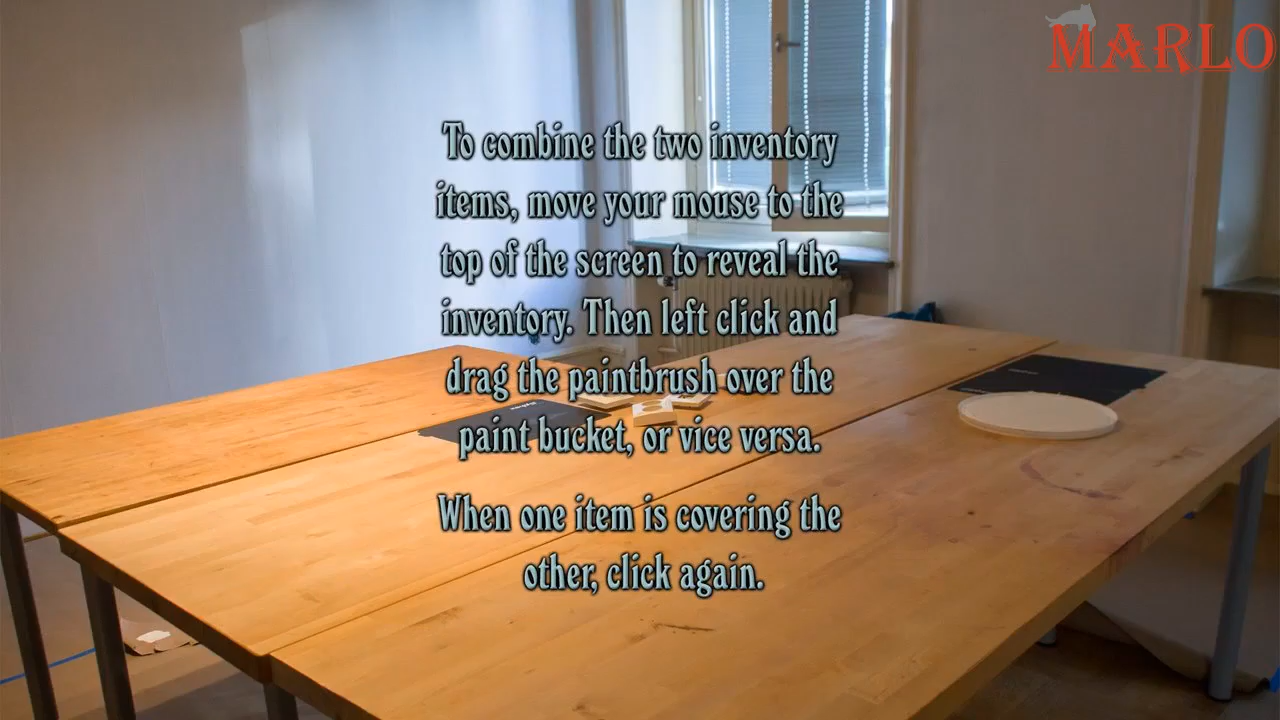 MARLO
To combine the two inventory
items, move your mouse to the
top of the screen to reveal the
inventory. Then left click and
drag the paintbrush over the
paint bucket, or vice versa.
When one item is covering the
other, click again.